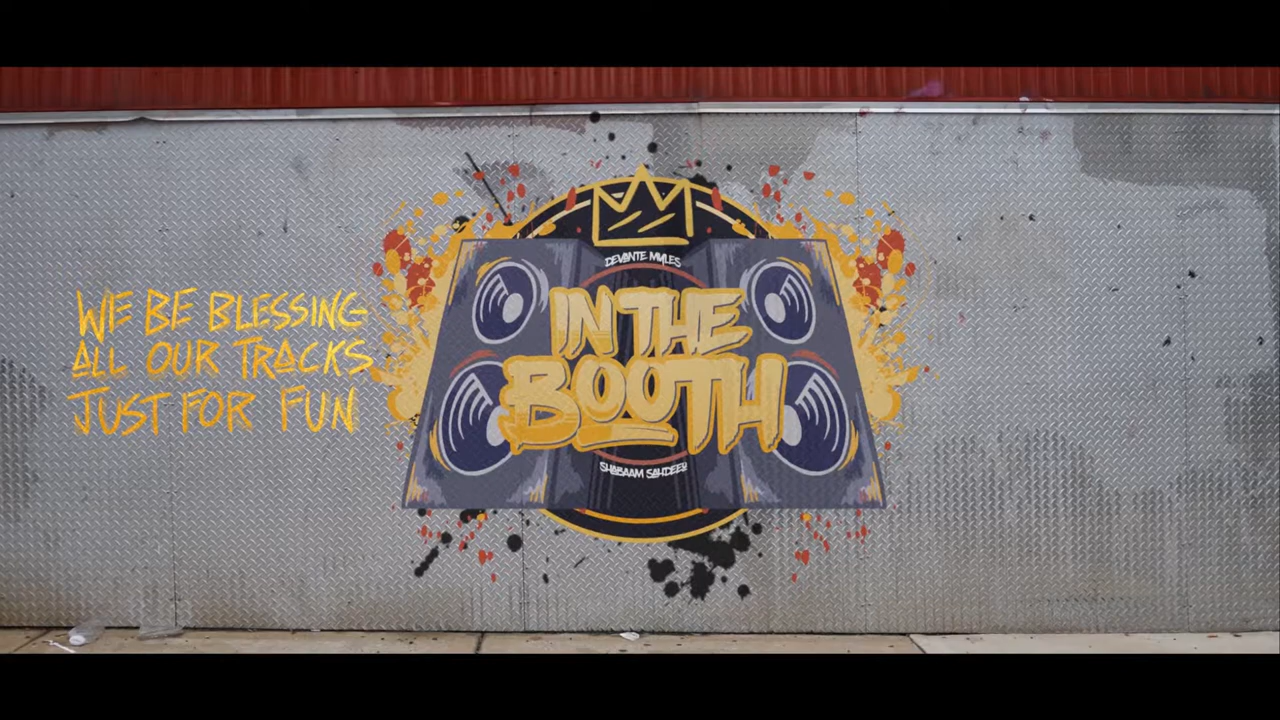 WE BE BLESSING
ALL OUR TRACKS
JUST FOR FUN
DEVANTE MYLES
IN THE
BOOTH
SHABAAM SAHDEEQ